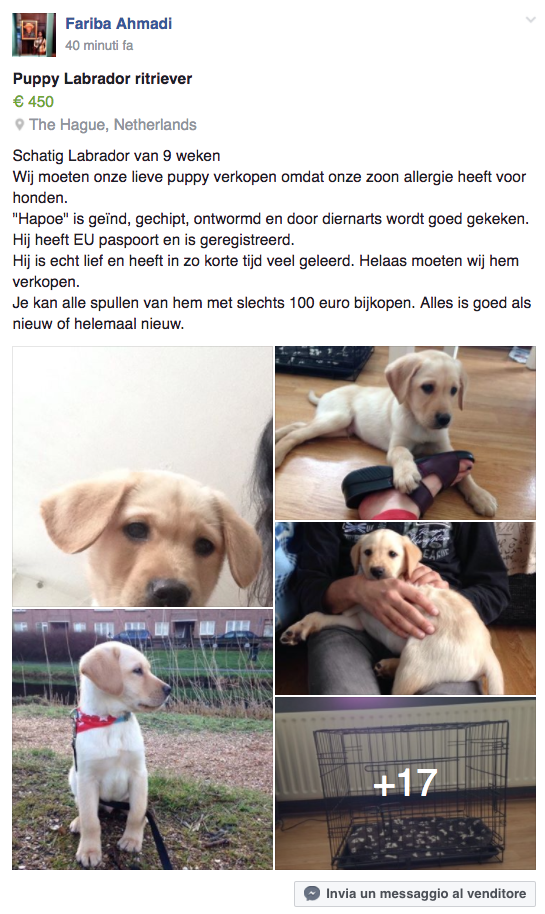 Fariba Ahmadi
40 minuti fa
Puppy Labrador ritriever
€ 450
The Hague, Netherlands
Schatig Labrador van 9 weken
Wij moeten onze lieve puppy verkopen omdat onze zoon allergie heeft voor
honden.
"Hapoe" is geïnd, gechipt, ontwormd en door diernarts wordt goed gekeken.
Hij heeft EU paspoort en is geregistreerd.
Hij is echt lief en heeft in zo korte tijd veel geleerd. Helaas moeten wij hem
verkopen.
Je kan alle spullen van hem met slechts 100 euro bijkopen. Alles is goed als
nieuw of helemaal nieuw.
LEAGUE
+17
Invia un messaggio al venditore